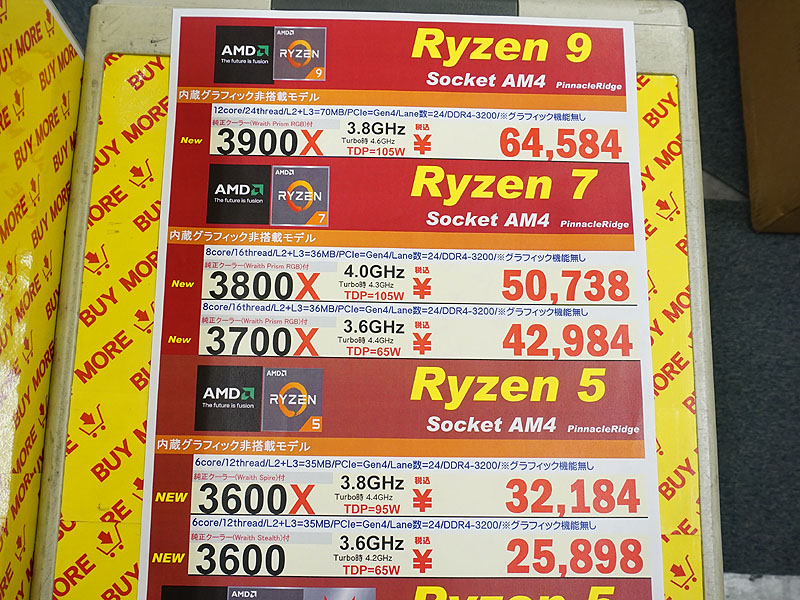 BUY MORE
AMD
The future is fusion
AMD
RYZEN
9
Ryzen 9
Socket AM4 PinnacleRidge
内蔵グラフィック非搭載モデル
12core/24thread/L2+L3=70MB/PCIe=Gen4/Lane数=24/DDR4-3200/※グラフィック機能無し
純正クーラー(Wraith Prism RGB)付
New 3900X 3.8GHz 税込 ¥ 64,584
Turbo時 4.6GHz
TDP=105W
AMD
The future is fusion
AMD
RYZEN
7
Ryzen 7
Socket AM4 PinnacleRidge
内蔵グラフィック非搭載モデル
8core/16thread/L2+L3=36MB/PCIe=Gen4/Lane数=24/DDR4-3200/※グラフィック機能無し
純正クーラー(Wraith Prism RGB)付
New 3800X 4.0GHz 税込 ¥ 50,738
Turbo時 4.3GHz
TDP=105W
8core/16thread/L2+L3=36MB/PCIe=Gen4/Lane数=24/DDR4-3200/※グラフィック機能無し
純正クーラー(Wraith Prism RGB)付
New 3700X 3.6GHz 税込 ¥ 42,984
Turbo時 4.4GHz
TDP=65W
AMD
The future is fusion
AMD
RYZEN
5
Ryzen 5
Socket AM4 PinnacleRidge
内蔵グラフィック非搭載モデル
6core/12thread/L2+L3=35MB/PCIe=Gen4/Lane数=24/DDR4-3200/※グラフィック機能無し
純正クーラー(Wraith Spire)付
NEW 3600X 3.8GHz 税込 ¥ 32,184
Turbo時 4.4GHz
TDP=95W
6core/12thread/L2+L3=35MB/PCIe=Gen4/Lane数=24/DDR4-3200/※グラフィック機能無し
純正クーラー(Wraith Stealth)付
NEW 3600 3.6GHz 税込 ¥ 25,898
Turbo時 4.2GHz
TDP=65W
AMD
Ryzen 5